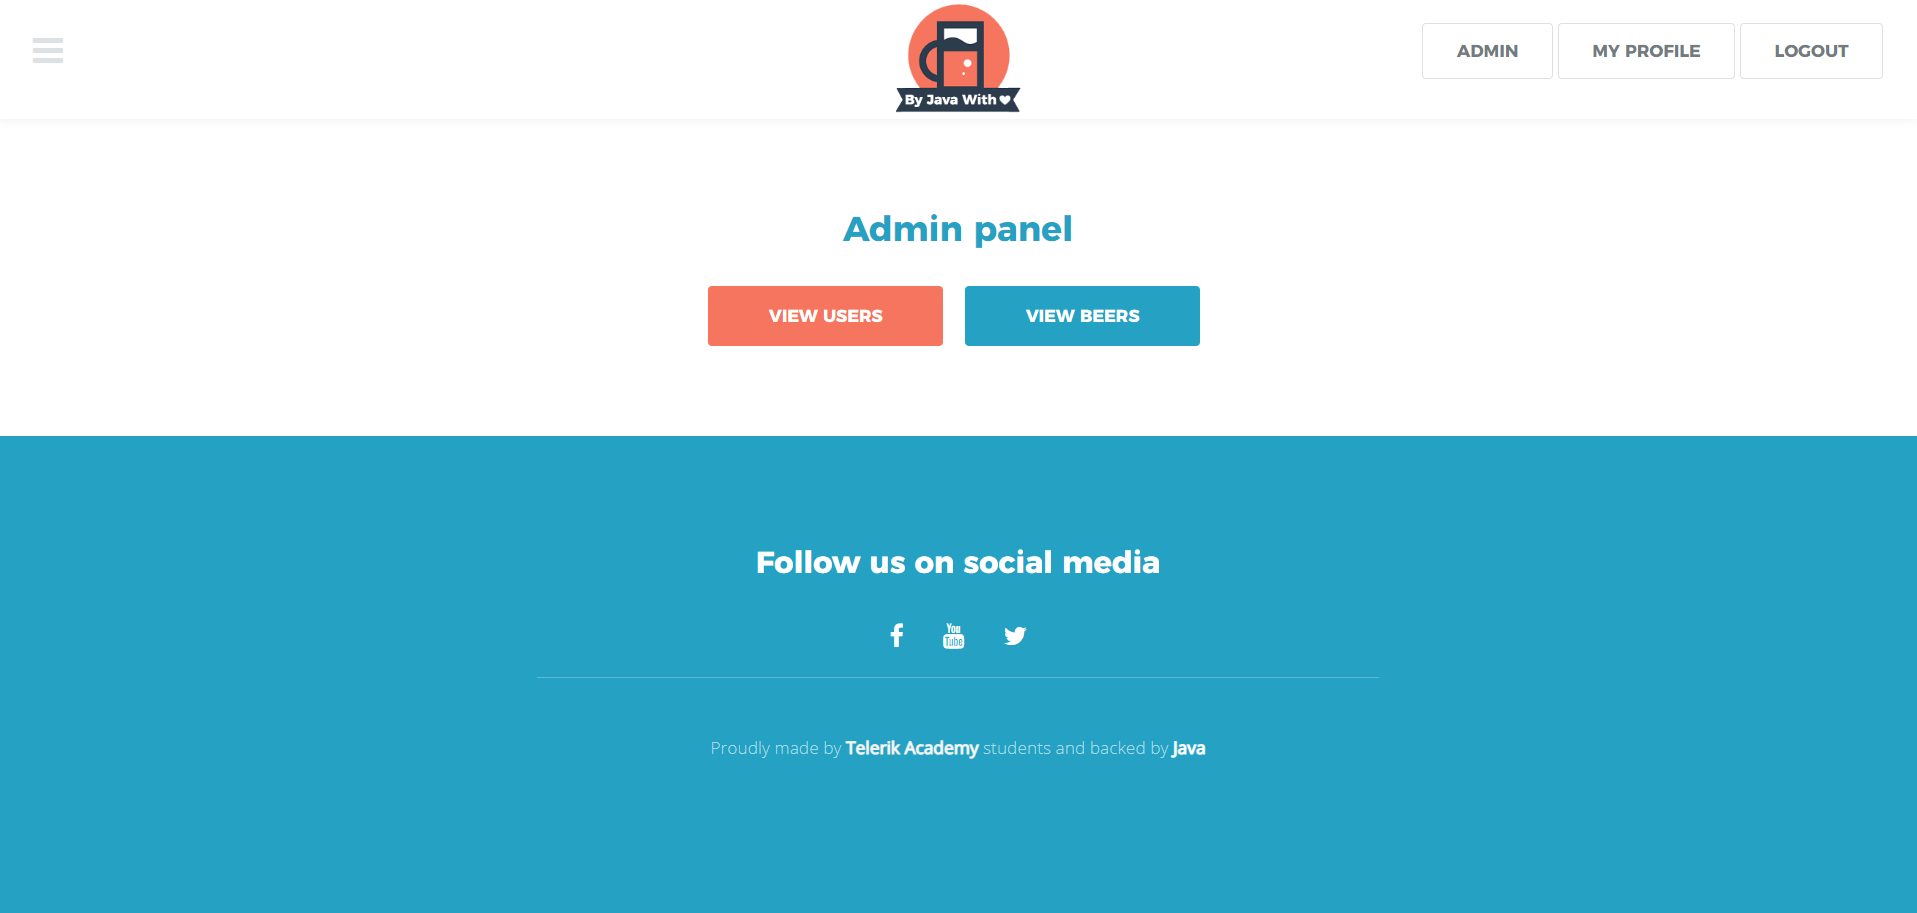 By Java With
ADMIN
MY PROFILE
LOGOUT
Admin panel
VIEW USERS
VIEW BEERS
Follow us on social media
You
Tube
Proudly made by Telerik Academy students and backed by Java